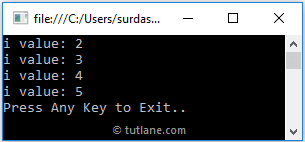 file:///C:/Users/surdas...
i value: 2
i value: 3
i value: 4
i value: 5
Press Any Key to Exit..
© tutlane.com